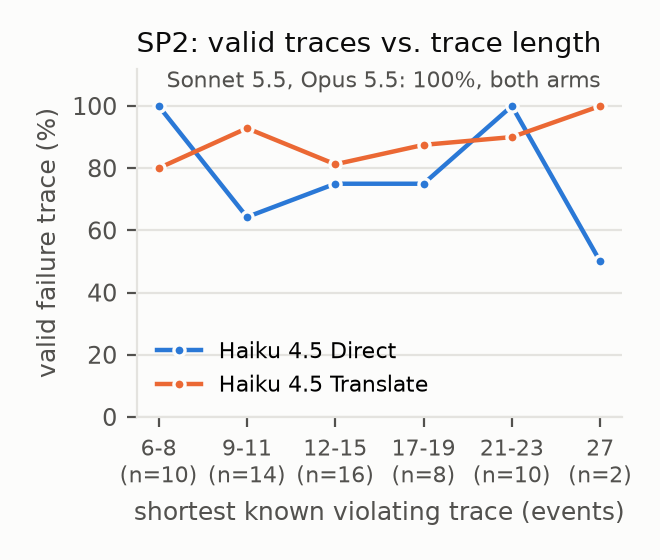 SP2: valid traces vs. trace length
Sonnet 5.5, Opus 5.5: 100%, both arms
valid failure trace (%)
100
80
60
40
20
0
Haiku 4.5 Direct
Haiku 4.5 Translate
6-8 9-11 12-15 17-19 21-23 27
(n=10) (n=14) (n=16) (n=8) (n=10) (n=2)
shortest known violating trace (events)